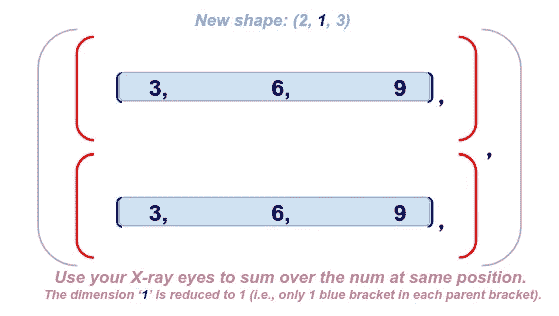 New shape: (2, 1, 3)
3, 6, 9
,
,
3, 6, 9
,
Use your X-ray eyes to sum over the num at same position.
The dimension '1' is reduced to 1 (i.e., only 1 blue bracket in each parent bracket).